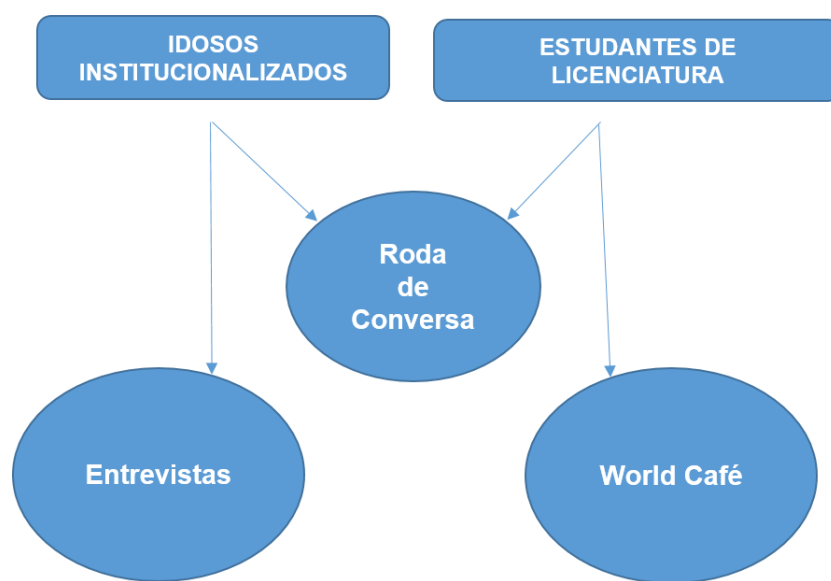 IDOSOS
INSTITUCIONALIZADOS
ESTUDANTES DE
LICENCIATURA
Roda
de
Conversa
Entrevistas
World Café